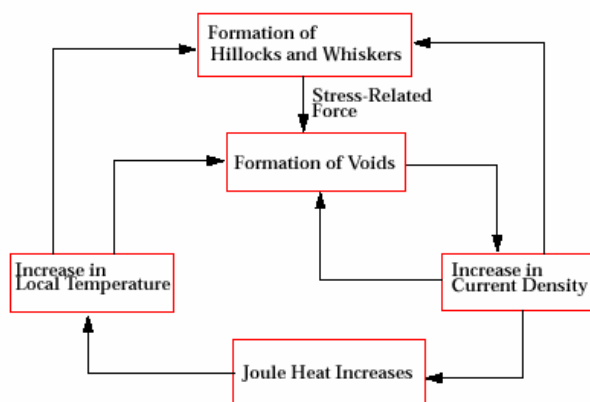 Formation of
Hillocks and Whiskers
Stress-Related
Force
Formation of Voids
Increase in
Local Temperature
Increase in
Current Density
Joule Heat Increases